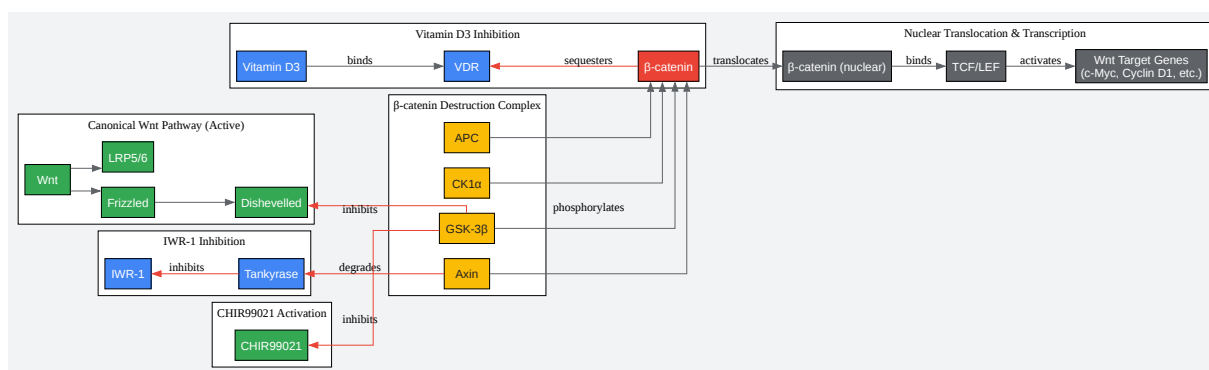 Vitamin D3 Inhibition
Vitamin D3
binds
VDR
sequesters
β-catenin
translocates
Nuclear Translocation & Transcription
β-catenin (nuclear)
binds
TCF/LEF
activates
Wnt Target Genes
(c-Myc, Cyclin D1, etc.)
β-catenin Destruction Complex
APC
CK1α
GSK-3β
phosphorylates
Axin
Canonical Wnt Pathway (Active)
LRP5/6
Wnt
Frizzled
Dishevelled
inhibits
IWR-1 Inhibition
IWR-1
inhibits
Tankyrase
degrades
CHIR99021 Activation
inhibits
CHIR99021